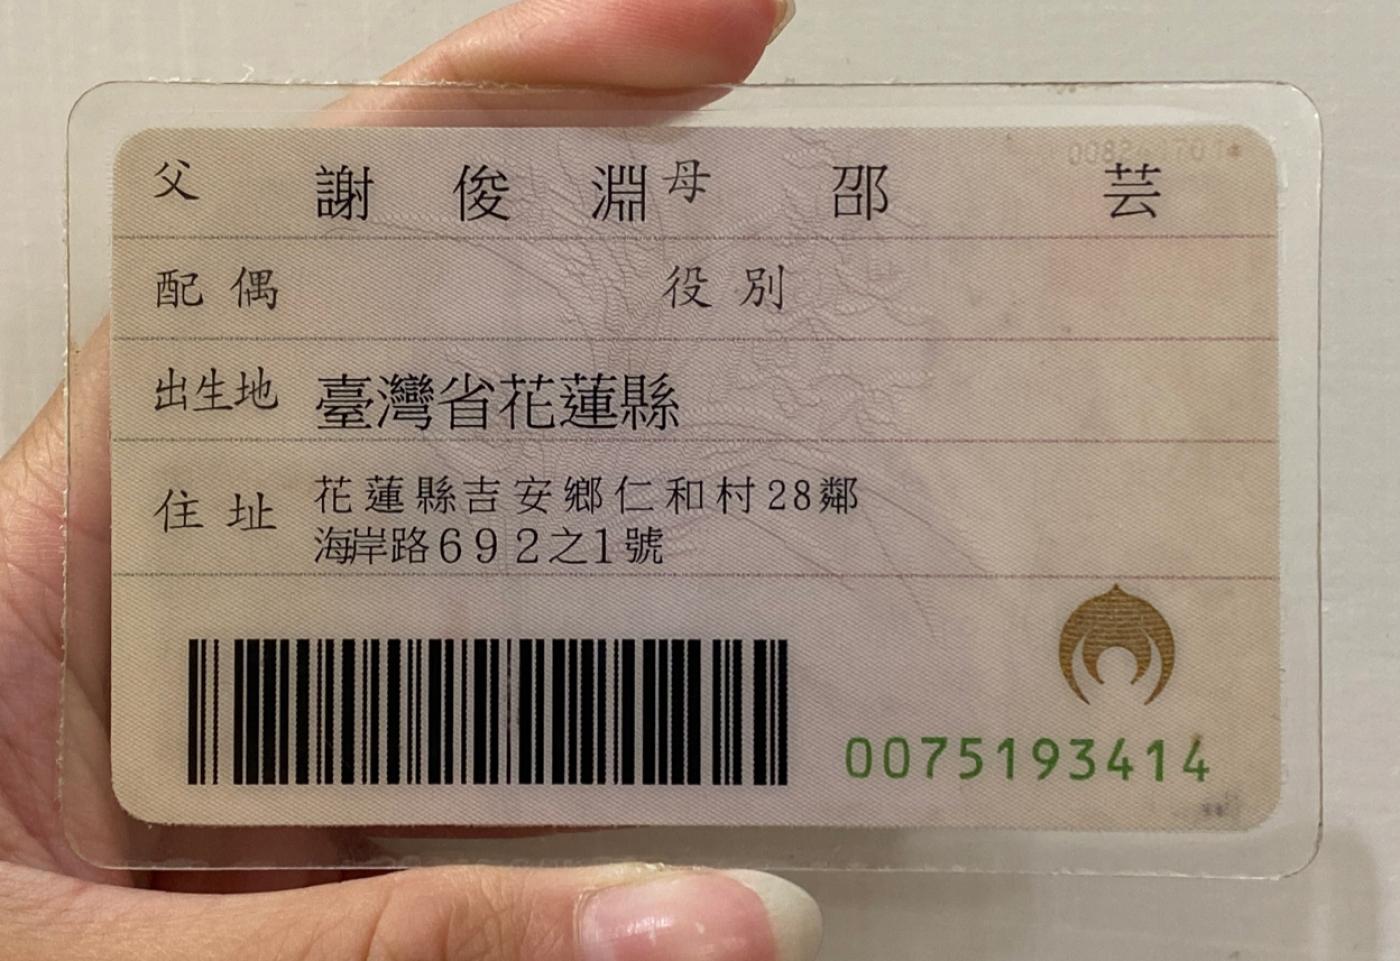 父 謝俊淵 母 邵芸
配偶 役別
出生地 臺灣省花蓮縣
住址 花蓮縣吉安鄉仁和村28鄰
海岸路692之1號
0075193414